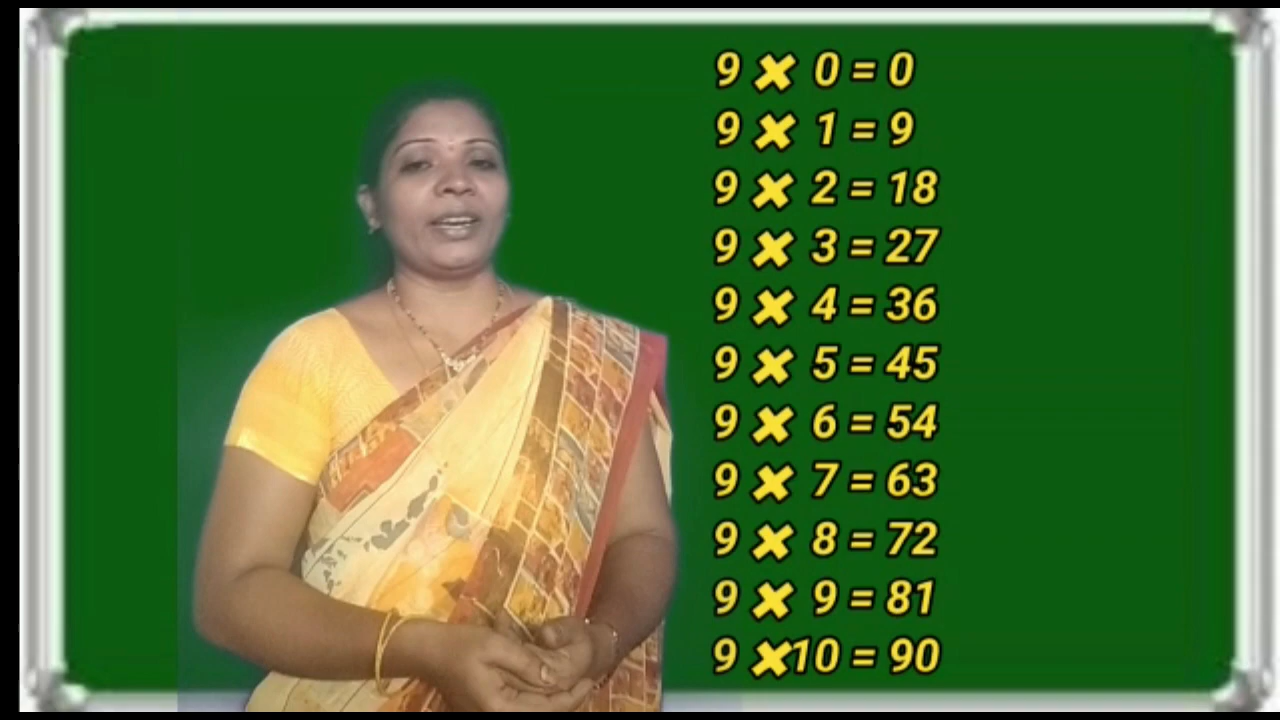 9 ✖ 0 = 0
9 ✖ 1 = 9
9 ✖ 2 = 18
9 ✖ 3 = 27
9 ✖ 4 = 36
9 ✖ 5 = 45
9 ✖ 6 = 54
9 ✖ 7 = 63
9 ✖ 8 = 72
9 ✖ 9 = 81
9 ✖10 = 90